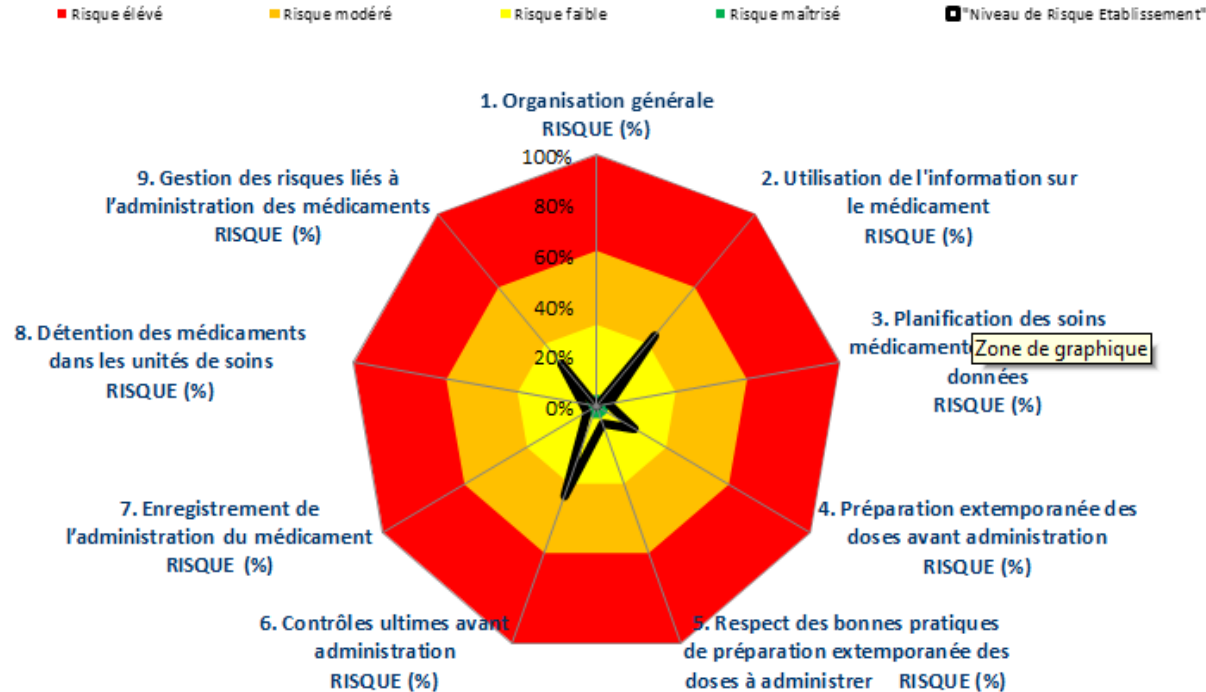 Risque élevé
Risque modéré
Risque faible
Risque maîtrisé
"Niveau de Risque Etablissement"
1. Organisation générale
RISQUE (%)
100%
80%
60%
40%
20%
0%
2. Utilisation de l'information sur
le médicament
RISQUE (%)
3. Planification des soins
Zone de graphique
données
RISQUE (%)
4. Préparation extemporanée des
doses avant administration
RISQUE (%)
5. Respect des bonnes pratiques
de préparation extemporanée des
doses à administrer RISQUE (%)
6. Contrôles ultimes avant
administration
RISQUE (%)
7. Enregistrement de
l'administration du médicament
RISQUE (%)
8. Détention des médicaments
dans les unités de soins
RISQUE (%)
9. Gestion des risques liés à
l'administration des médicaments
RISQUE (%)